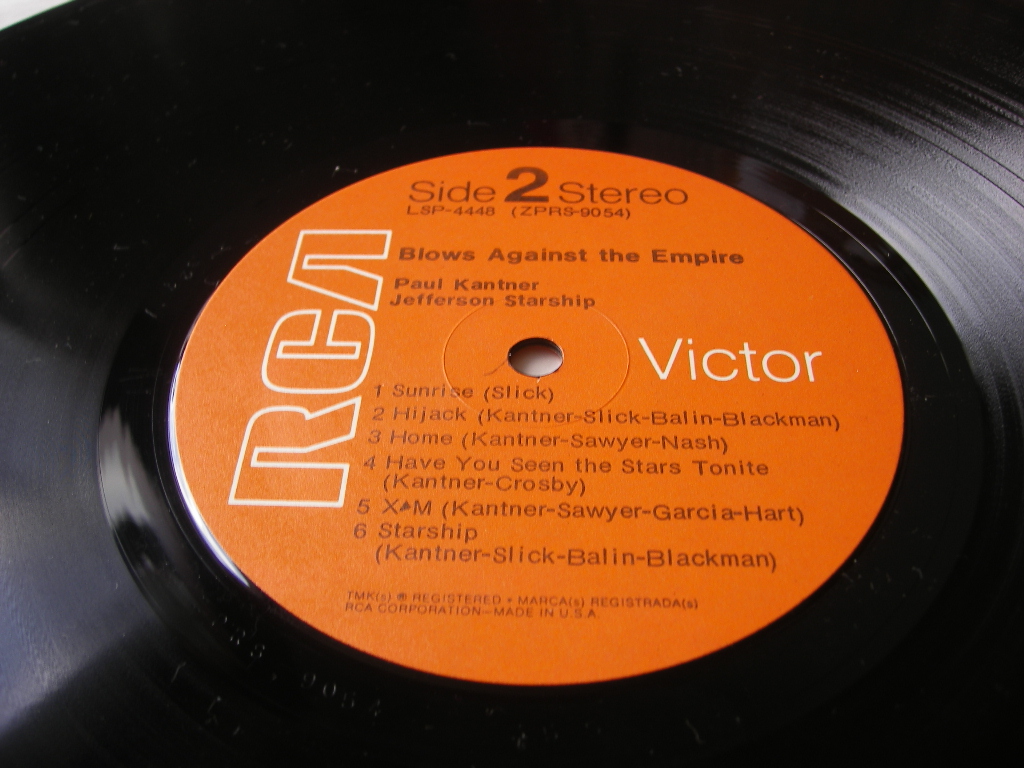 Side 2 Stereo
LSP-4448 (ZPRS-9054)
Blows Against the Empire
Paul Kantner
Jefferson Starship
RCA
Victor
1 Sunrise (Slick)
2 Hijack (Kantner-Slick-Balin-Blackman)
3 Home (Kantner-Sawyer-Nash)
4 Have You Seen the Stars Tonite
(Kantner-Crosby)
5 X▲M (Kantner-Sawyer-Garcia-Hart)
6 Starship
(Kantner-Slick-Balin-Blackman)
TMK(s) ® REGISTERED • MARCA(s) REGISTRADA(s)
RCA CORPORATION—MADE IN U.S.A.